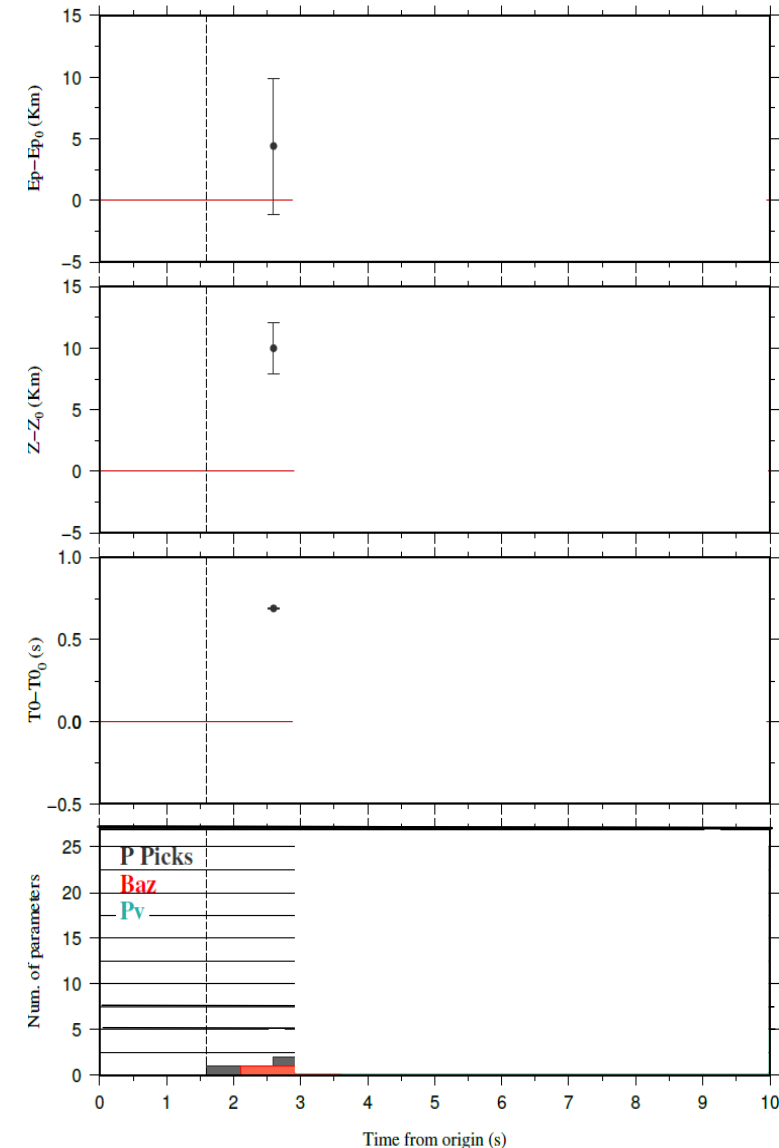 15
10
5
0
−5
Ep−Ep0 (Km)
15
10
5
0
−5
Z−Z0 (Km)
1.0
0.5
0.0
−0.5
T0−T00 (s)
25
20
15
10
5
0
Num. of parameters
P Picks
Baz
Pv
0 1 2 3 4 5 6 7 8 9 10
Time from origin (s)